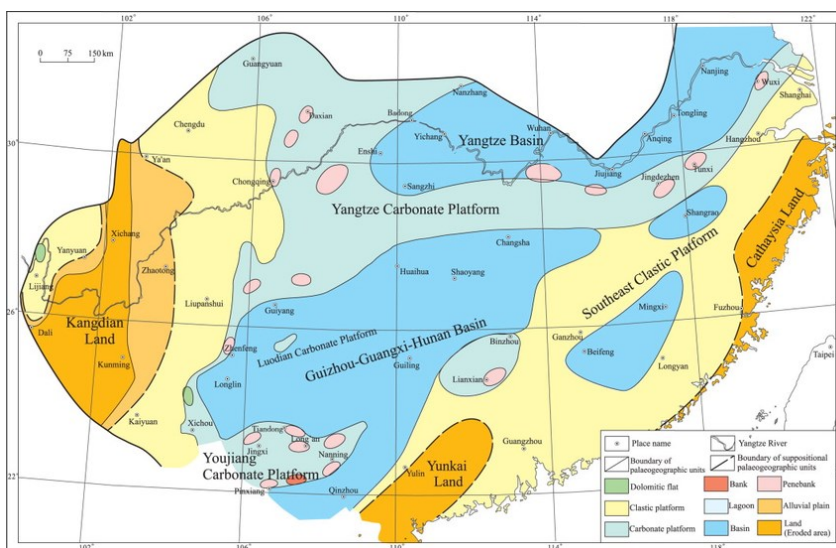 102°
106°
110°
114°
118°
122°
0 75 150 km
Guangyuan
Nanzhang
Nanjing
Wuxi
Shanghai
Daxian
Badong
Tongling
Chengdu
Yichang
Wuhan
Anqing
Hangzhou
30°
Yangtze Basin
Enshi
Ya'an
Jiujiang
Tunxi
Chongqing
Sangzhi
Jingdezhen
Yangtze Carbonate Platform
Shangrao
Xichang
Changsha
Yanyuan
Zhaotong
Huaihua
Shaoyang
Southeast Clastic Platform
Cathaysia Land
Lijiang
26°
Liupanshui
Guiyang
Mingxi
Fuzhou
Kangdian
Land
Dali
Luodian Carbonate Platform
Guizhou-Guangxi-Hunan Basin
Binzhou
Ganzhou
Zhenfeng
Beifeng
Taipei
Kunming
Guiling
Longyan
Longlin
Lianxian
Kaiyuan
Xichou
Tiandong
Long'an
Jingxi
Nanning
Guangzhou
Youjiang
Carbonate Platform
Yulin
Yunkai
Land
22°
Pinxiang
Qinzhou
Place name
Yangtze River
Boundary of palaeogeographic units
Boundary of suppositional palaeogeographic units
Dolomitic flat
Bank
Penebank
Clastic platform
Lagoon
Alluvial plain
Carbonate platform
Basin
Land (Eroded area)
102°
106°
110°
114°
118°